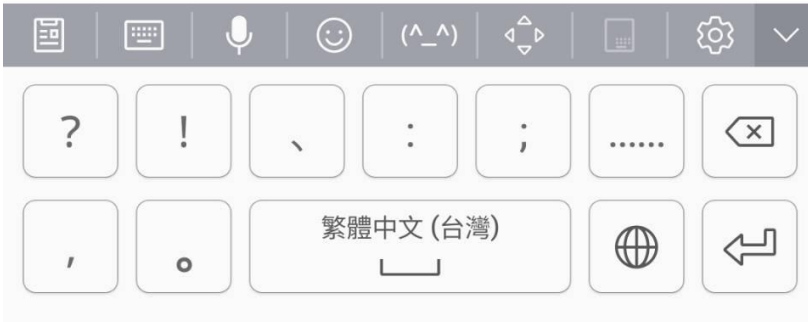 (^_^)
? ! 、 : ; ……
, 。 繁體中文 (台灣)